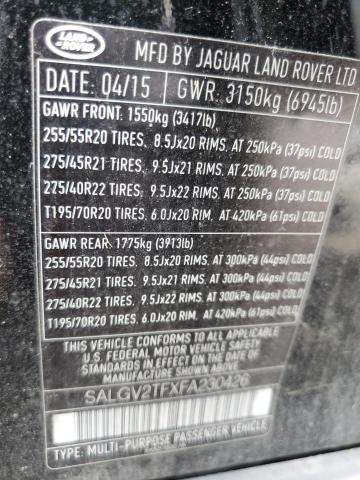 LAND-
ROVER
MFD BY JAGUAR LAND ROVER LTD
DATE: 04/15 GWR: 3150kg (6945lb)
GAWR FRONT: 1550kg (3417lb)
255/55R20 TIRES, 8.5Jx20 RIMS, AT 250kPa (37psi) COLD
275/45R21 TIRES, 9.5Jx21 RIMS, AT 250kPa (37psi) COLD
275/40R22 TIRES, 9.5Jx22 RIMS, AT 250kPa (37psi) COLD
T195/70R20 TIRES, 6.0Jx20 RIM, AT 420kPa (61psi) COLD
GAWR REAR: 1775kg (3913lb)
255/55R20 TIRES, 8.5Jx20 RIMS, AT 300kPa (44psi) COLD
275/45R21 TIRES, 9.5Jx21 RIMS, AT 300kPa (44psi) COLD
275/40R22 TIRES, 9.5Jx22 RIMS, AT 300kPa (44psi) COLD
T195/70R20 TIRES, 6.0Jx20 RIM, AT 420kPa (61psi) COLD
THIS VEHICLE CONFORMS TO ALL APPLICABLE
FEDERAL MOTOR VEHICLE SAFETY
STANDARDS IN EFFECT ON THE DATE OF
MANUFACTURE SHOWN ABOVE
SALGV2TFXFA230426
TYPE: MULTI-PURPOSE PASSENGER VEHICLE